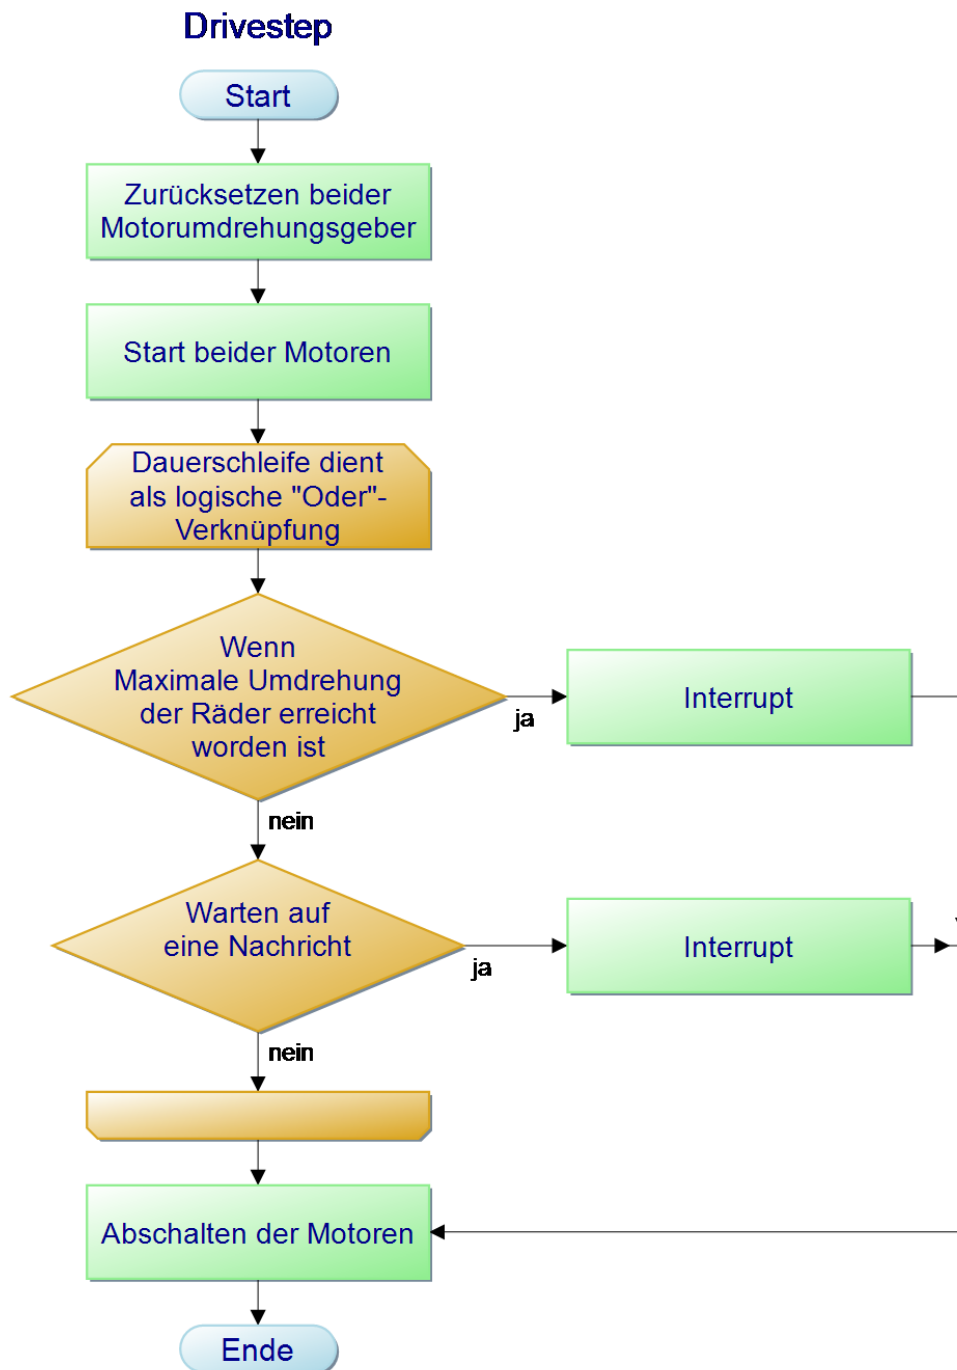 Drivestep
Start
Zurücksetzen beider
Motorumdrehungsgeber
Start beider Motoren
Dauerschleife dient
als logische "Oder"-
Verknüpfung
Wenn
Maximale Umdrehung
der Räder erreicht
worden ist
ja
Interrupt
nein
Warten auf
eine Nachricht
ja
Interrupt
nein
Abschalten der Motoren
Ende